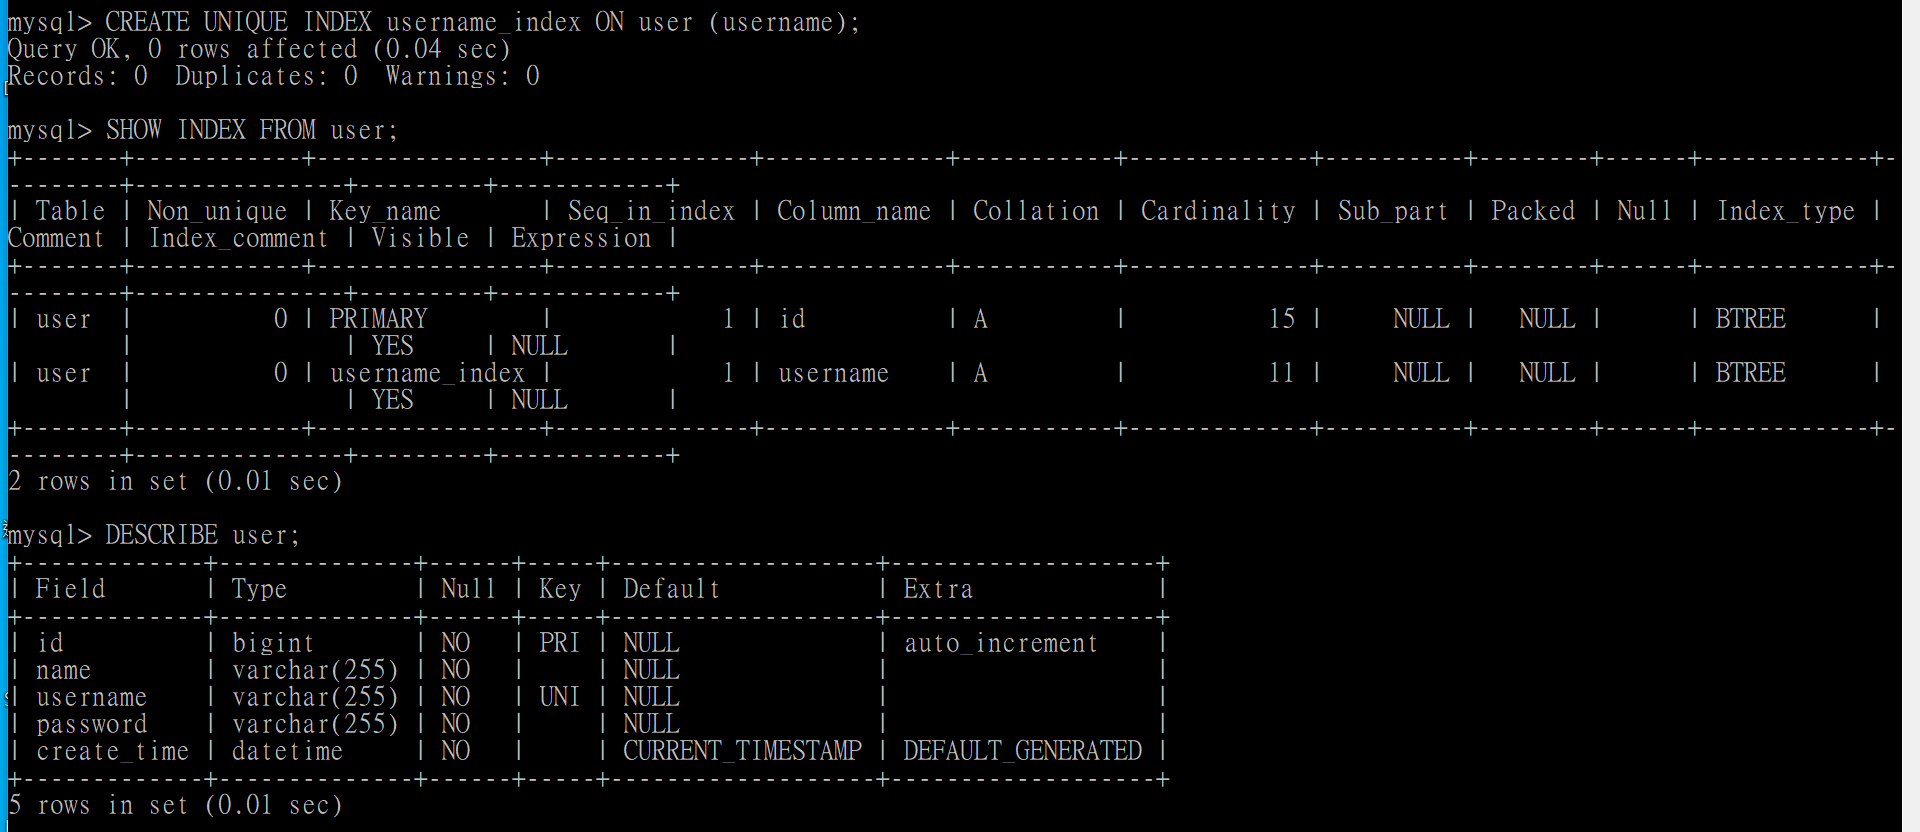 mysql> CREATE UNIQUE INDEX username_index ON user (username);
Query OK, 0 rows affected (0.04 sec)
Records: 0  Duplicates: 0  Warnings: 0
mysql> SHOW INDEX FROM user;
+-------+------------+----------------+--------------+-------------+-----------+-------------+----------+--------+------+------------+-
--------+---------------+---------+------------+
| Table | Non_unique | Key_name       | Seq_in_index | Column_name | Collation | Cardinality | Sub_part | Packed | Null | Index_type |
Comment | Index_comment | Visible | Expression |
+-------+------------+----------------+--------------+-------------+-----------+-------------+----------+--------+------+------------+-
--------+---------------+---------+------------+
| user  |          0 | PRIMARY        |            1 | id          | A         |          15 |     NULL |   NULL |      | BTREE      |
        |               | YES     | NULL       |
| user  |          0 | username_index |            1 | username    | A         |          11 |     NULL |   NULL |      | BTREE      |
        |               | YES     | NULL       |
+-------+------------+----------------+--------------+-------------+-----------+-------------+----------+--------+------+------------+-
--------+---------------+---------+------------+
2 rows in set (0.01 sec)
mysql> DESCRIBE user;
+-------------+--------------+------+-----+-------------------+-------------------+
| Field       | Type         | Null | Key | Default           | Extra             |
+-------------+--------------+------+-----+-------------------+-------------------+
| id          | bigint       | NO   | PRI | NULL              | auto_increment    |
| name        | varchar(255) | NO   |     | NULL              |                   |
| username    | varchar(255) | NO   | UNI | NULL              |                   |
| password    | varchar(255) | NO   |     | NULL              |                   |
| create_time | datetime     | NO   |     | CURRENT_TIMESTAMP | DEFAULT_GENERATED |
+-------------+--------------+------+-----+-------------------+-------------------+
5 rows in set (0.01 sec)